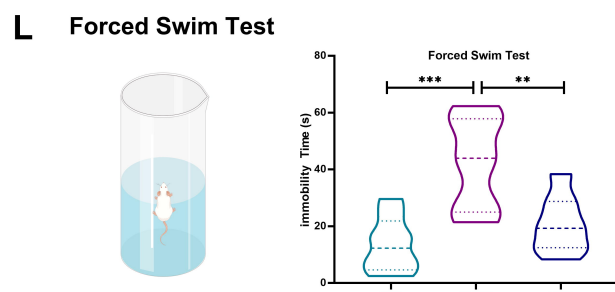 L Forced Swim Test
Forced Swim Test
*** **
immobility Time (s)
80
60
40
20
0